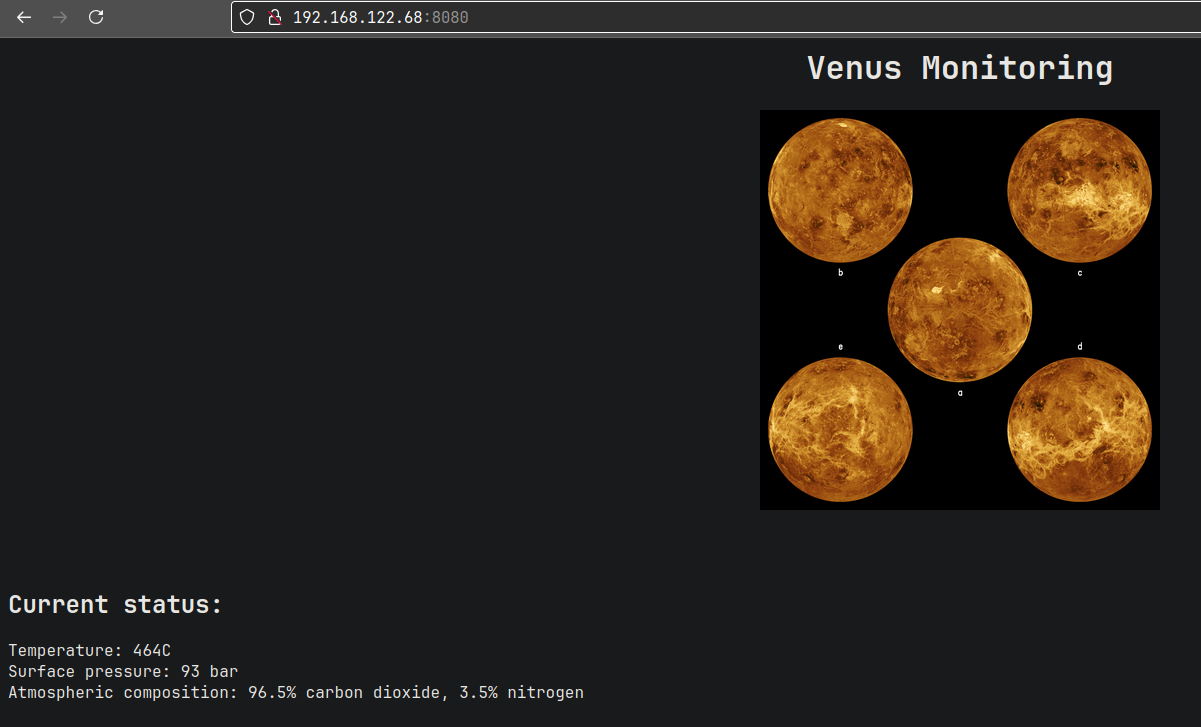 192.168.122.68:8080
Venus Monitoring
b
c
e
d
a
Current status:
Temperature: 464C
Surface pressure: 93 bar
Atmospheric composition: 96.5% carbon dioxide, 3.5% nitrogen